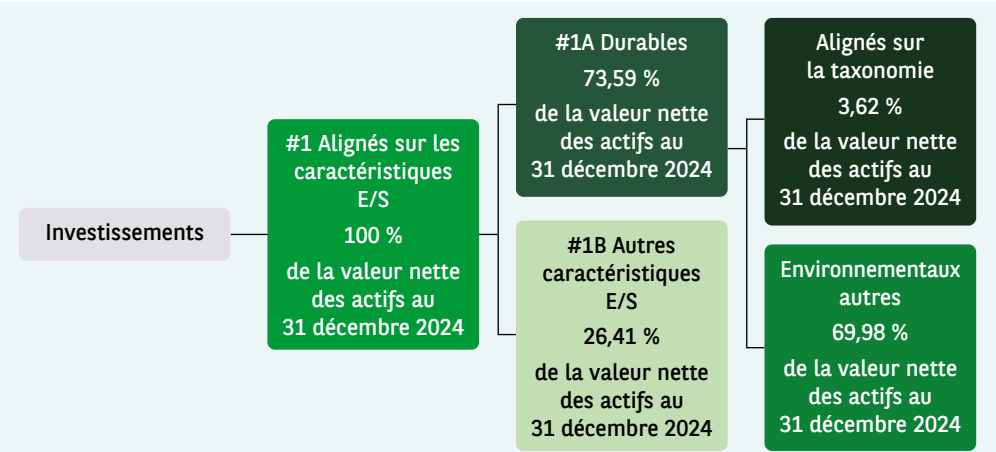 Investissements
#1 Alignés sur les
caractéristiques
E/S
100 %
de la valeur nette
des actifs au
31 décembre 2024
#1A Durables
73,59 %
de la valeur nette
des actifs au
31 décembre 2024
#1B Autres
caractéristiques
E/S
26,41 %
de la valeur nette
des actifs au
31 décembre 2024
Alignés sur
la taxonomie
3,62 %
de la valeur nette
des actifs au
31 décembre 2024
Environnementaux
autres
69,98 %
de la valeur nette
des actifs au
31 décembre 2024